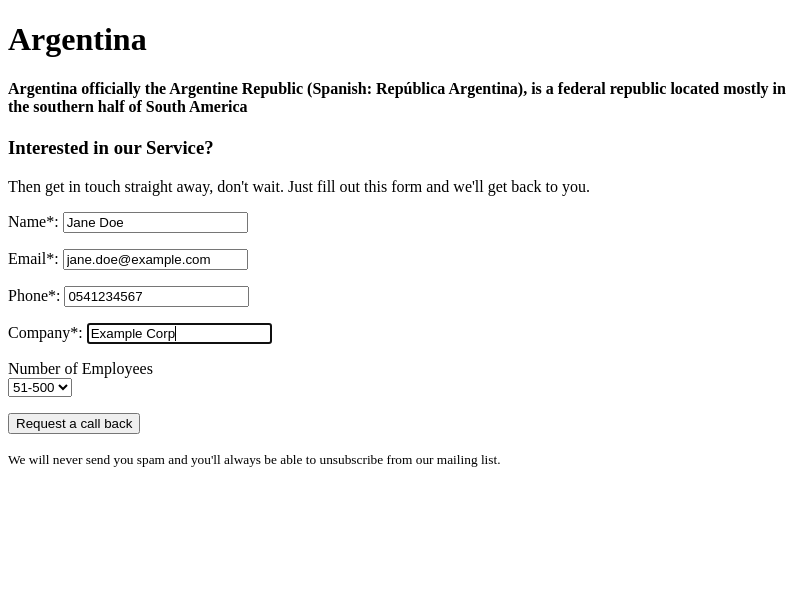 Argentina
Argentina officially the Argentine Republic (Spanish: República Argentina), is a federal republic located mostly in
the southern half of South America
Interested in our Service?
Then get in touch straight away, don't wait. Just fill out this form and we'll get back to you.
Name*: Jane Doe
Email*: jane.doe@example.com
Phone*: 0541234567
Company*: Example Corp
Number of Employees
51-500
Request a call back
We will never send you spam and you'll always be able to unsubscribe from our mailing list.